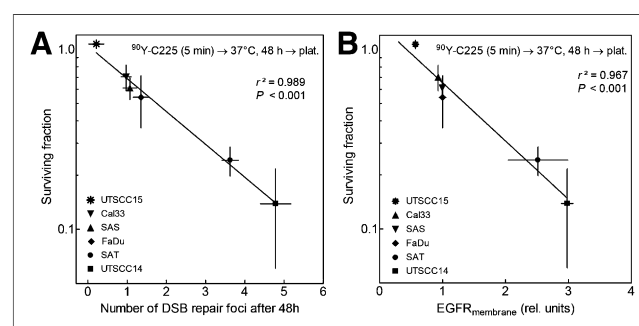 A
⁹⁰Y-C225 (5 min) → 37°C, 48 h → plat.
r² = 0.989
P < 0.001
Surviving fraction
1.0
0.1
UTSCC15
Cal33
SAS
FaDu
SAT
UTSCC14
0 1 2 3 4 5 6
Number of DSB repair foci after 48h
B
⁹⁰Y-C225 (5 min) → 37°C, 48 h → plat.
r² = 0.967
P < 0.001
Surviving fraction
1.0
0.1
UTSCC15
Cal33
SAS
FaDu
SAT
UTSCC14
0 1 2 3 4
EGFRmembrane (rel. units)